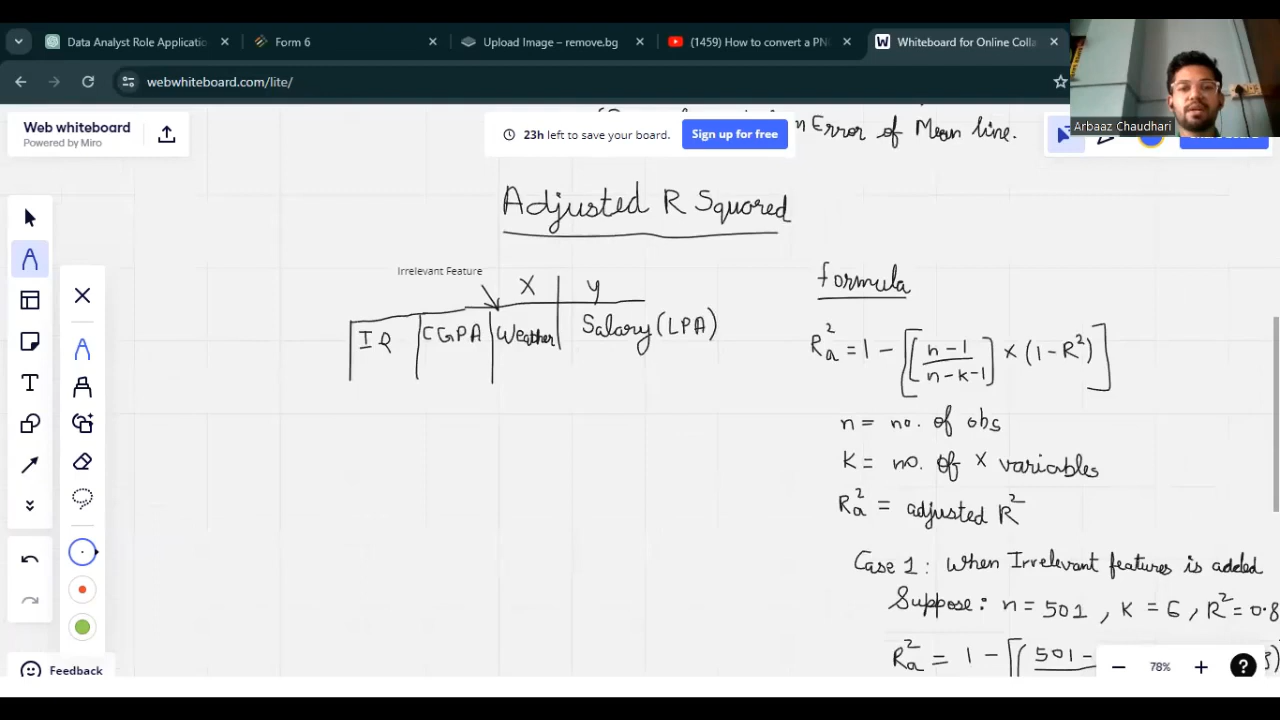 Data Analyst Role Applicatio
Form 6
Upload Image – remove.bg
(1459) How to convert a PN
Whiteboard for Online Colla
webwhiteboard.com/lite/
Arbaaz Chaudhari
Web whiteboard
Powered by Miro
23h left to save your board.
Sign up for free
n Error of Mean line.
Adjusted R Squared
Irrelevant Feature
X y
IQ CGPA Weather Salary (LPA)
formula
Ra² = 1 - [[n-1/n-k-1] × (1-R²)]
n = no. of obs
K = no. of X variables
Ra² = adjusted R²
Case 1: When Irrelevant features is added
Suppose: n = 501, K = 6, R² = 0.8
Ra² = 1 - [(501 -
78%
Feedback